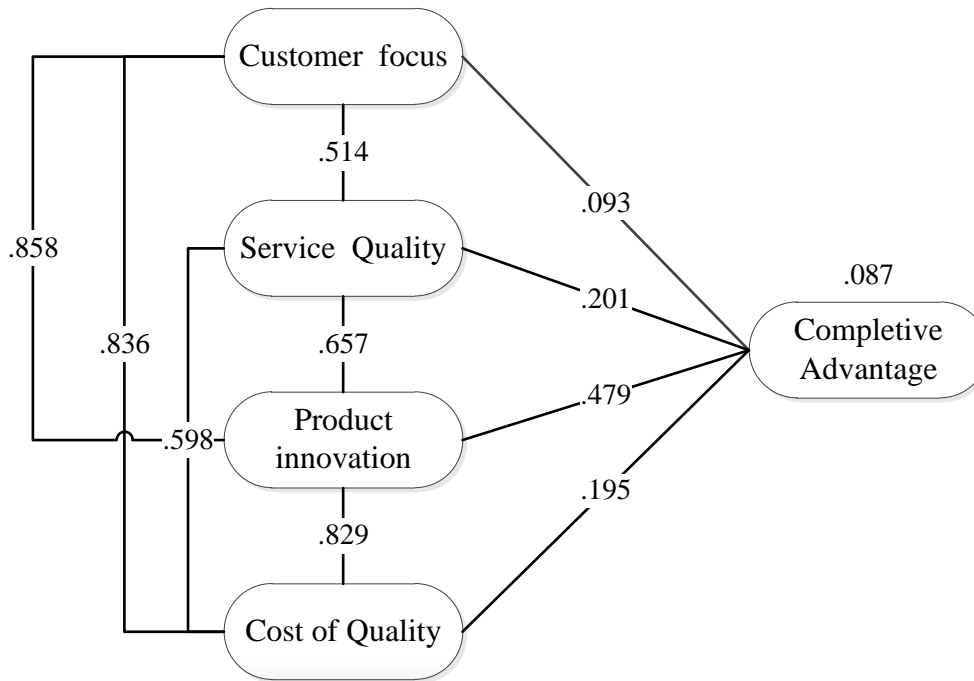 Customer focus
.514
.093
Service Quality
.858
.201
.087
.836
.657
Completive
Advantage
.479
Product
innovation
.598
.195
.829
Cost of Quality